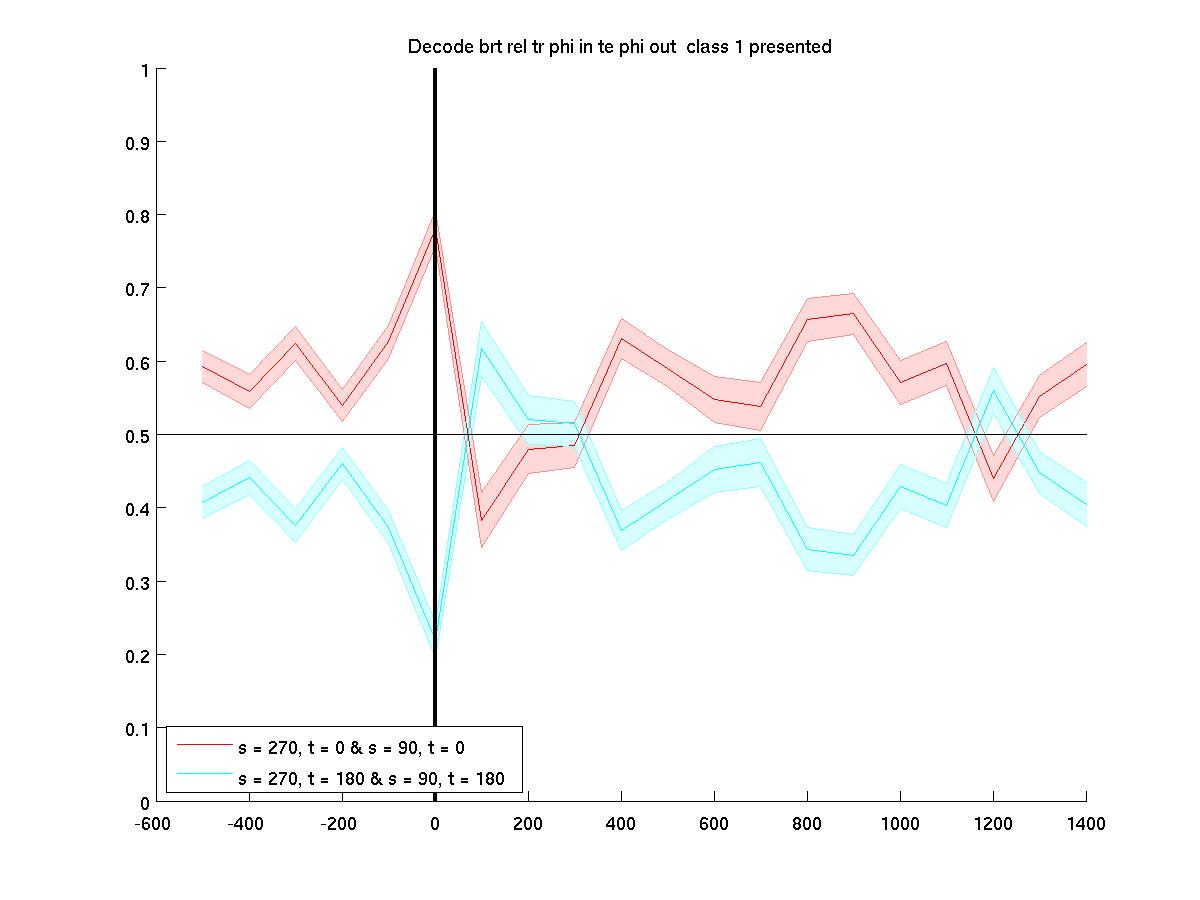 Decode brt rel tr phi in te phi out  class 1 presented
1
0.9
0.8
0.7
0.6
0.5
0.4
0.3
0.2
0.1
0
s = 270, t = 0 & s = 90, t = 0
s = 270, t = 180 & s = 90, t = 180
-600 -400 -200 0 200 400 600 800 1000 1200 1400